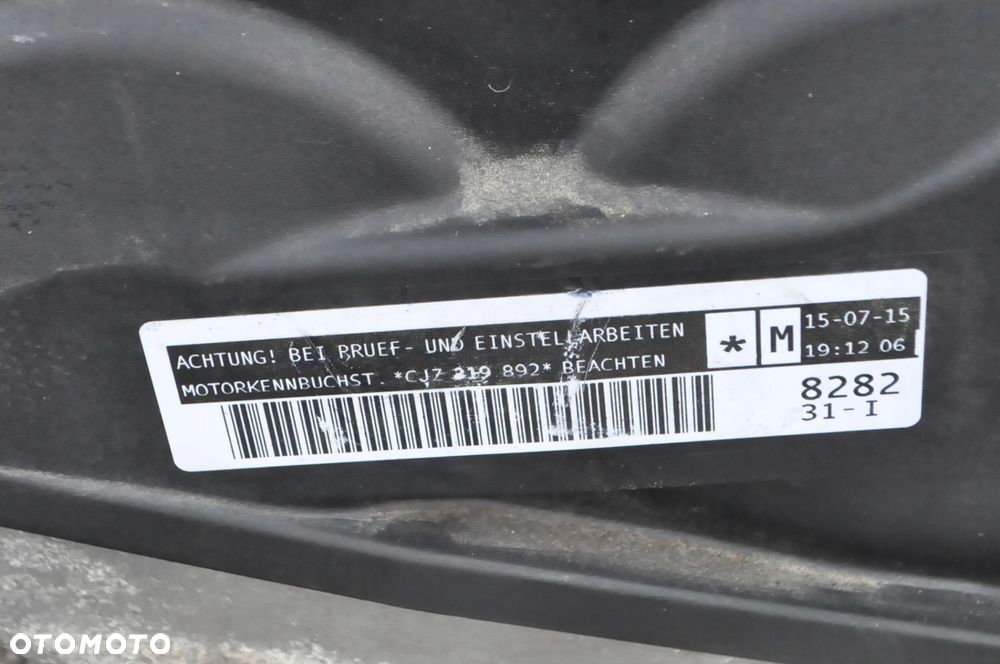 ACHTUNG! BEI PRUEF- UND EINSTELLARBEITEN
MOTORKENNBUCHST. *CJZ 219 892* BEACHTEN
* M
15-07-15
19:12 06
8282
31-I
OTOMOTO